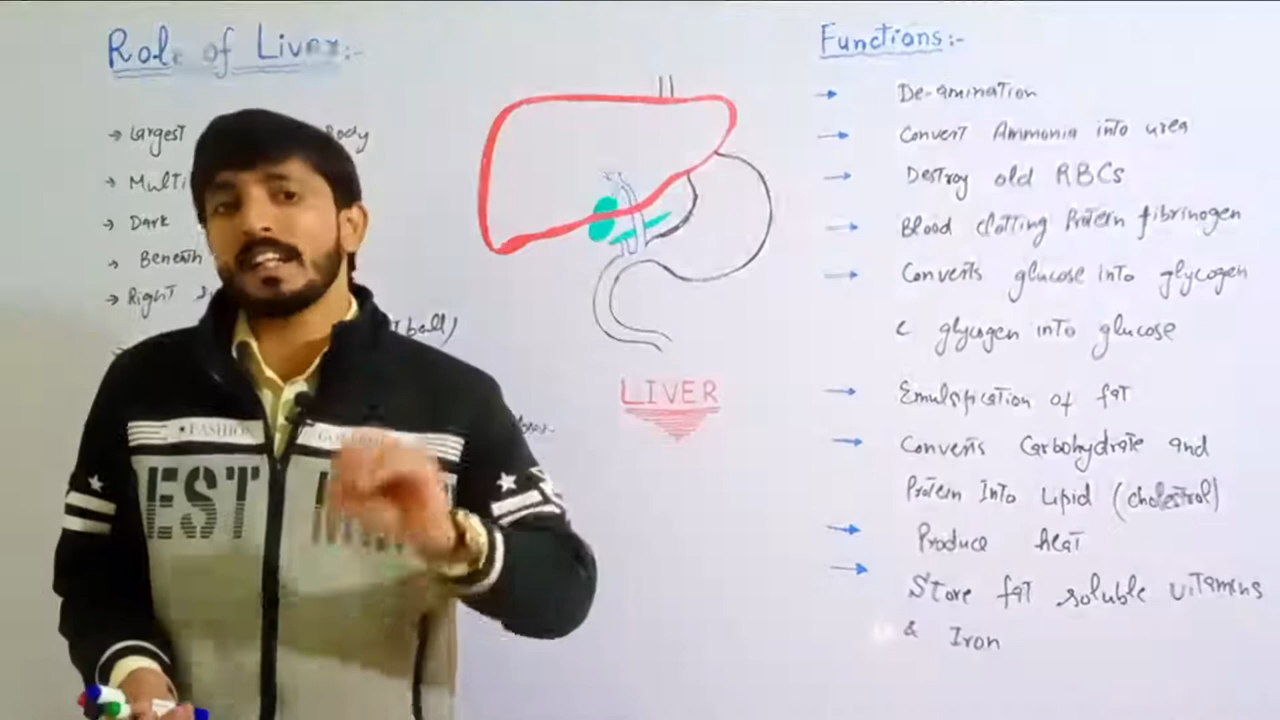 Role of Liver:-
→ Largest Body
→ Multi
→ Dark
→ Beneath
→ Right
ball)
LIVER
Functions:-
→ De-amination
→ Convert Ammonia into urea
→ Destroy old RBCs
→ Blood clotting Protein fibrinogen
→ Converts glucose into glycogen
& glycogen into glucose
→ Emulsification of fat
→ Converts Carbohydrate and
Protein Into Lipid (cholestrol)
→ Produce heat
→ Store fat soluble vitamins
& Iron
★FASHION
EST